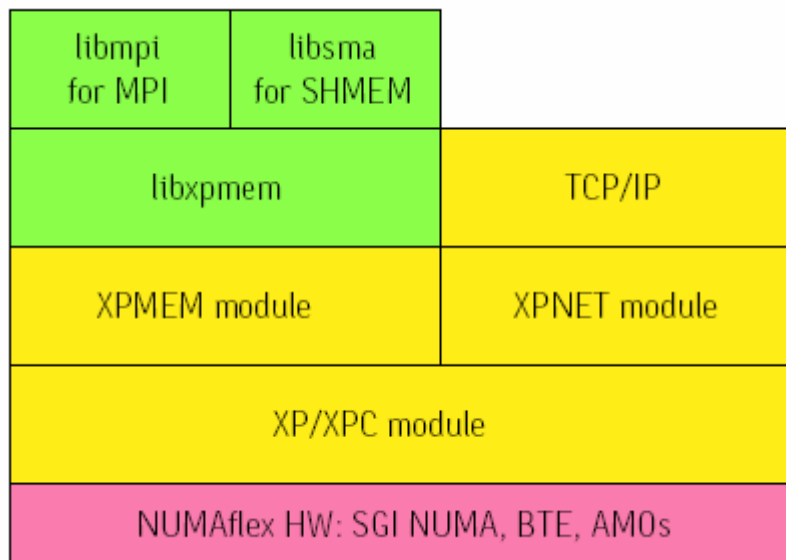 libmpi
for MPI
libsma
for SHMEM
libxpmem
TCP/IP
XPMEM module
XPNET module
XP/XPC module
NUMAflex HW: SGI NUMA, BTE, AMOs